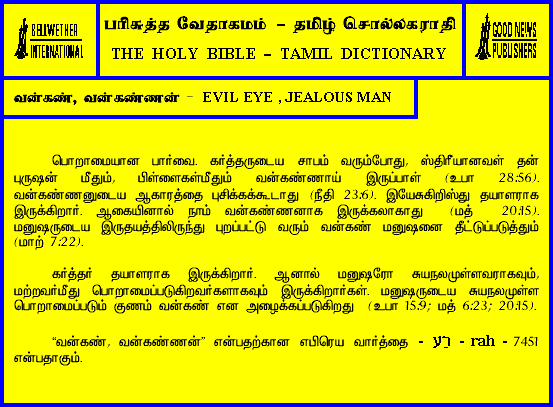 BELLWETHER
INTERNATIONAL
பரிசுத்த வேதாகமம் - தமிழ் சொல்லகராதி
THE HOLY BIBLE - TAMIL DICTIONARY
GOOD NEWS
PUBLISHERS
வன்கண், வன்கண்ணன் - EVIL EYE , JEALOUS MAN
பொறாமையான பார்வை. கர்த்தருடைய சாபம் வரும்போது, ஸ்திரீயானவள் தன்
புருஷன் மீதும், பிள்ளைகள்மீதும் வன்கண்ணாய் இருப்பாள் (உபா 28:56).
வன்கண்ணனுடைய ஆகாரத்தை புசிக்கக்கூடாது (நீதி 23:6). இயேசுகிறிஸ்து தயாளராக
இருக்கிறார். ஆகையினால் நாம் வன்கண்ணனாக இருக்கலாகாது (மத் 20:15).
மனுஷருடைய இருதயத்திலிருந்து புறப்பட்டு வரும் வன்கண் மனுஷனை தீட்டுப்படுத்தும்
(மாற் 7:22).
கர்த்தர் தயாளராக இருக்கிறார். ஆனால் மனுஷரோ சுயநலமுள்ளவராகவும்,
மற்றவர்மீது பொறாமைப்படுகிறவர்களாகவும் இருக்கிறார்கள். மனுஷருடைய சுயநலமுள்ள
பொறாமைப்படும் குணம் வன்கண் என அழைக்கப்படுகிறது (உபா 15:9; மத் 6:23; 20:15).
"வன்கண், வன்கண்ணன்" என்பதற்கான எபிரெய வார்த்தை - רע - rah - 7451
என்பதாகும்.